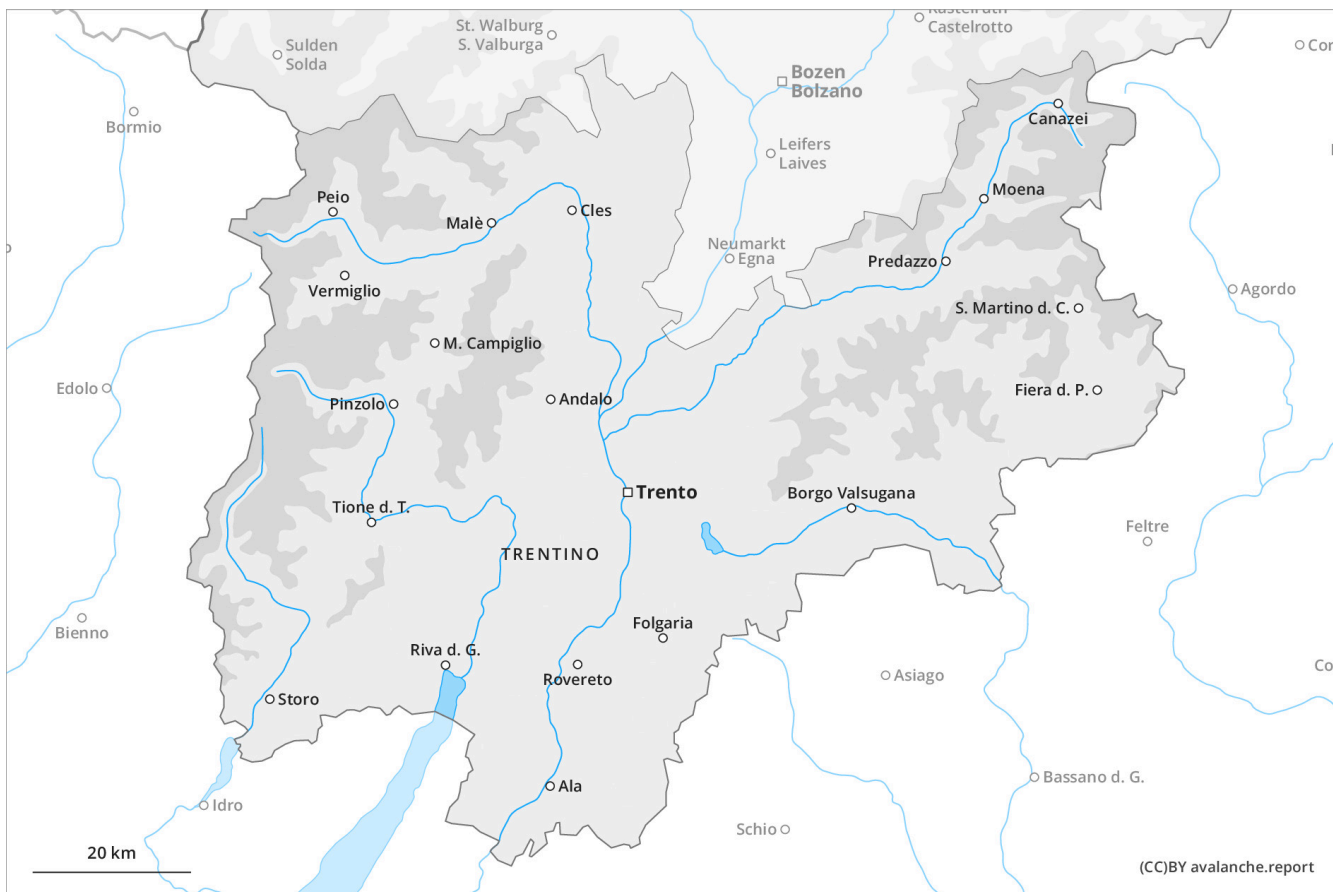 Kastelruth
Castelrotto
St. Walburg
S. Valburga
Sulden
Solda
Bozen
Bolzano
Bormio
Canazei
Leifers
Laives
Moena
Peio
Malè
Cles
Neumarkt
Egna
Predazzo
Vermiglio
Agordo
S. Martino d. C.
M. Campiglio
Edolo
Fiera d. P.
Pinzolo
Andalo
Trento
Borgo Valsugana
Tione d. T.
Feltre
TRENTINO
Bienno
Folgaria
Riva d. G.
Rovereto
Asiago
Storo
Bassano d. G.
Ala
Idro
Schio
20 km
(CC)BY avalanche.report